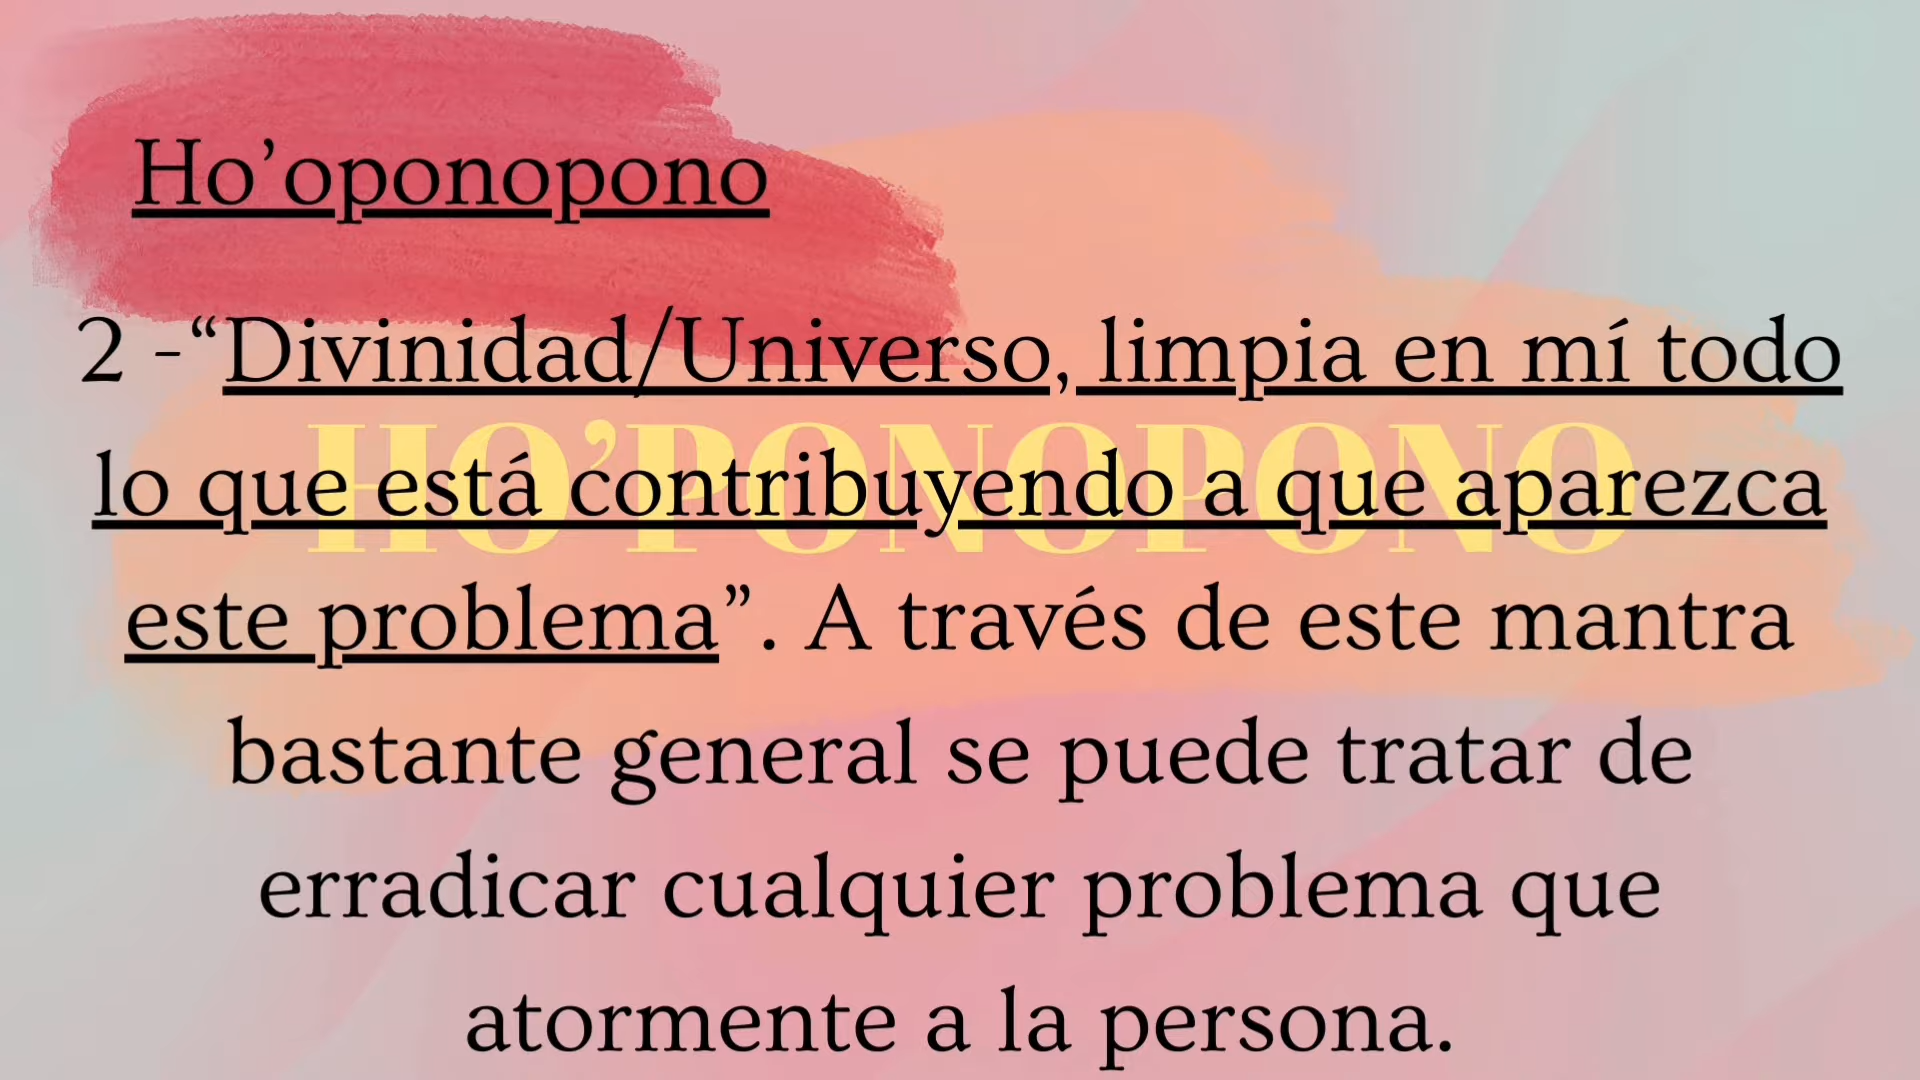 Ho’oponopono
2 -“Divinidad/Universo, limpia en mí todo
HO’PONOPONO
lo que está contribuyendo a que aparezca
este problema”. A través de este mantra
bastante general se puede tratar de
erradicar cualquier problema que
atormente a la persona.